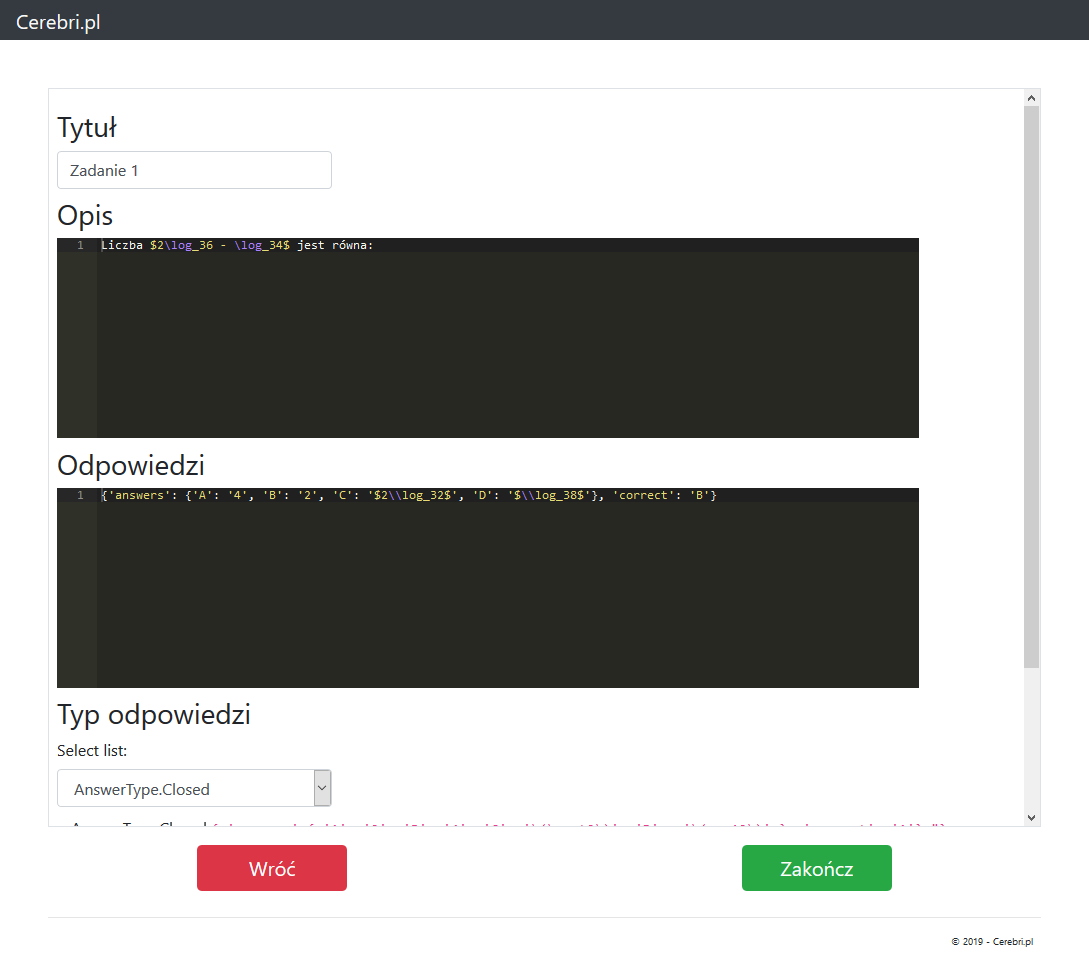 Cerebri.pl
Tytuł
Zadanie 1
Opis
1 Liczba $2\log_36 - \log_34$ jest równa:
Odpowiedzi
1 {'answers': {'A': '4', 'B': '2', 'C': '$2\\log_32$', 'D': '$\\log_38$'}, 'correct': 'B'}
Typ odpowiedzi
Select list:
AnswerType.Closed
Wróć
Zakończ
© 2019 - Cerebri.pl